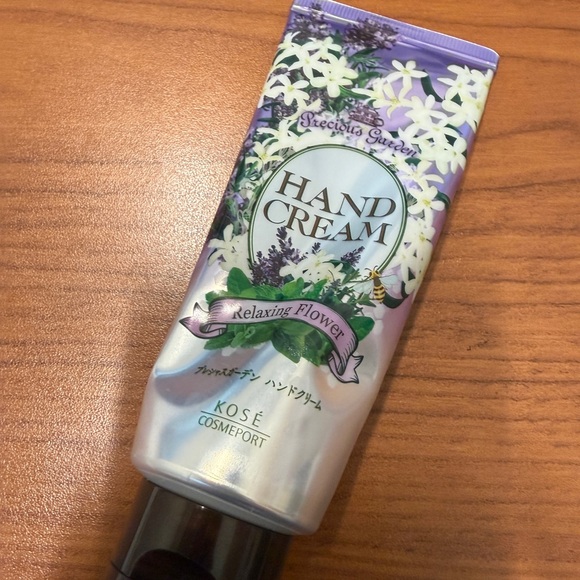 Precious Garden
HAND
CREAM
Relaxing Flower
プレシャスガーデン ハンドクリーム
KOSÉ
COSMEPORT